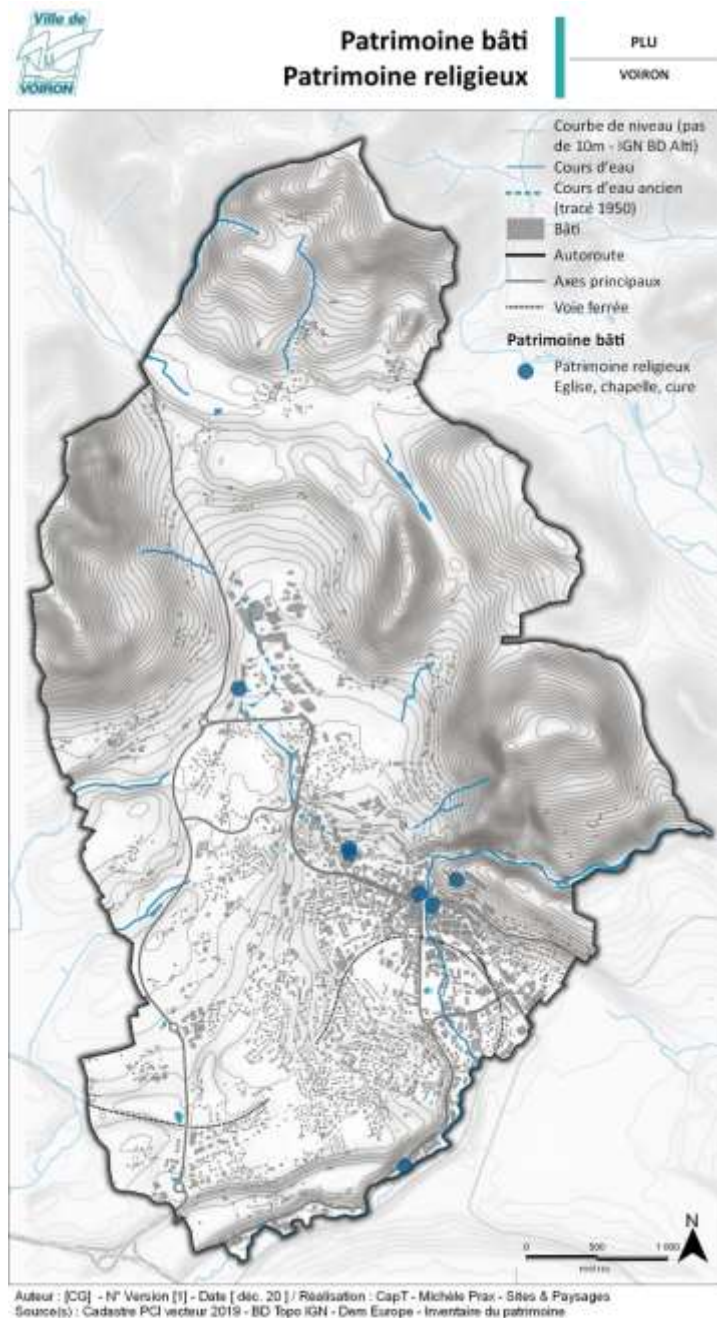 Ville de
VOIRON
Patrimoine bâti
Patrimoine religieux
PLU
VOIRON
Courbe de niveau (pas
de 10m - IGN BD Alti)
Cours d'eau
Cours d'eau ancien
(tracé 1950)
Bâti
Autoroute
Axes principaux
Voie ferrée
Patrimoine bâti
Patrimoine religieux
Eglise, chapelle, cure
N
0 500 1 000
mètres
Auteur : [CG] - N° Version [1] - Date [ déc. 20 ] / Réalisation : CapT - Michèle Prax - Sites & Paysages
Source(s) : Cadastre PCI vecteur 2019 - BD Topo IGN - Dem Europe - Inventaire du patrimoine